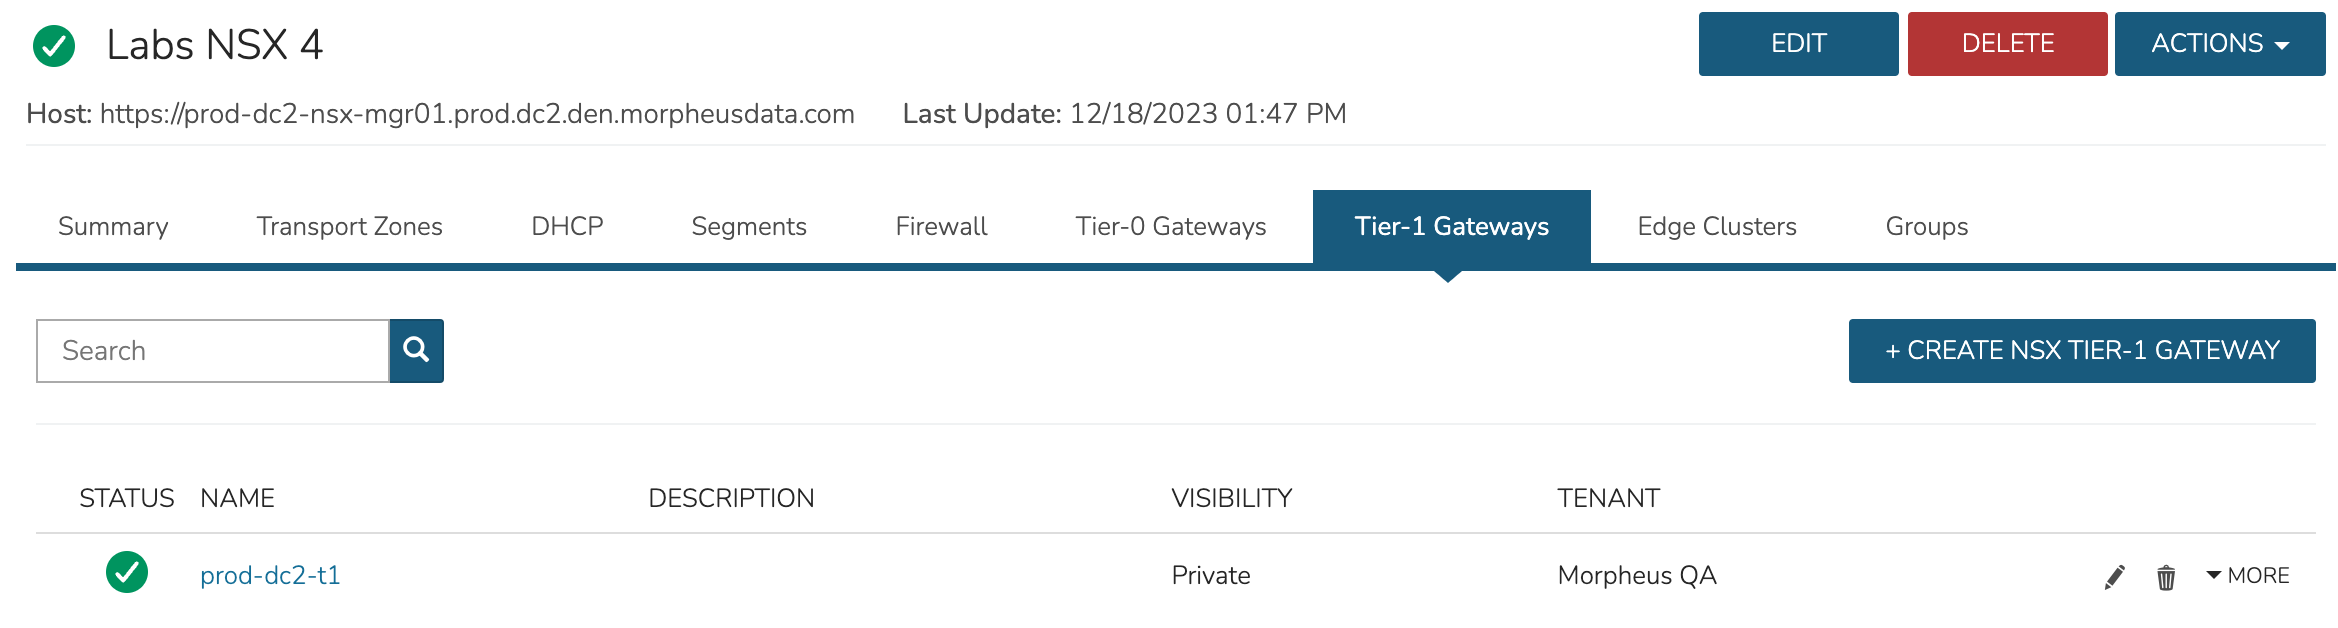 Labs NSX 4
EDIT
DELETE
ACTIONS
Host: https://prod-dc2-nsx-mgr01.prod.dc2.den.morpheusdata.com
Last Update: 12/18/2023 01:47 PM
Summary
Transport Zones
DHCP
Segments
Firewall
Tier-0 Gateways
Tier-1 Gateways
Edge Clusters
Groups
Search
+ CREATE NSX TIER-1 GATEWAY
STATUS NAME DESCRIPTION VISIBILITY TENANT
prod-dc2-t1 Private Morpheus QA MORE